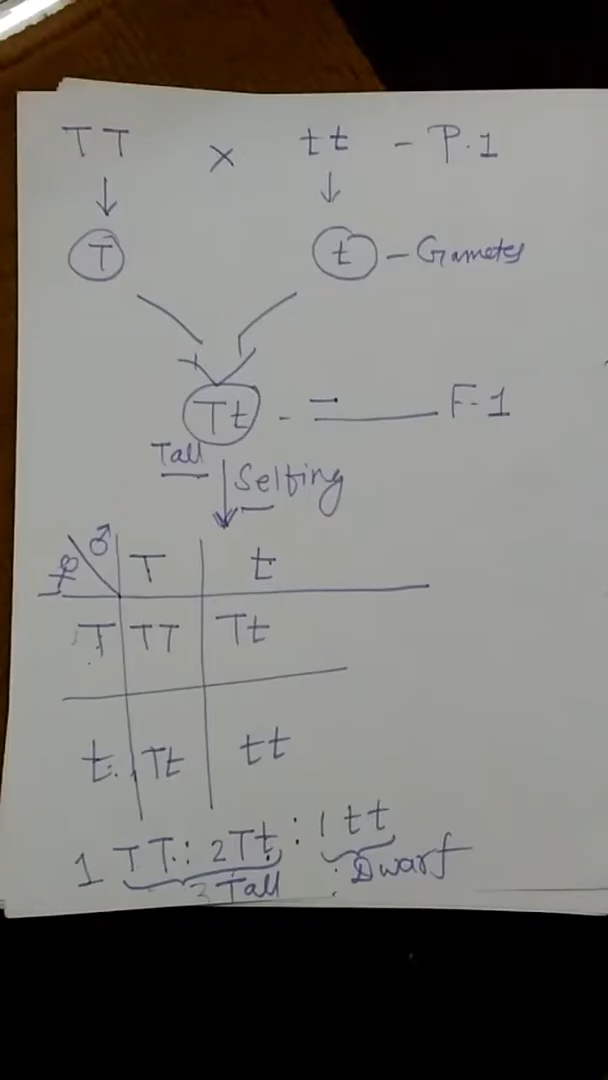 TT × tt - P.1
↓ ↓
T t - Gametes
Tt - F-1
Tall
↓ Selfing
♀ ♂ T t
T TT Tt
t Tt tt
1 TT : 2Tt : 1 tt
3 Tall : Dwarf